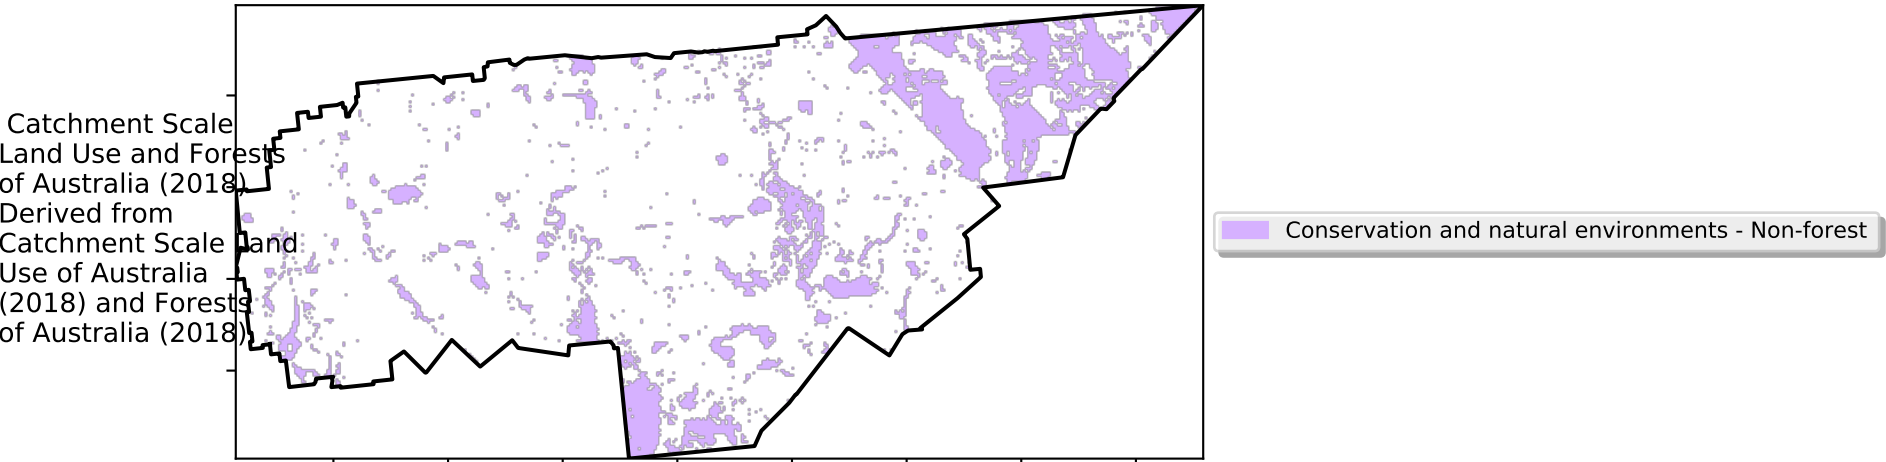 Catchment Scale
Land Use and Forests
of Australia (2018)
Derived from
Catchment Scale Land
Use of Australia
(2018) and Forests
of Australia (2018)
Conservation and natural environments - Non-forest